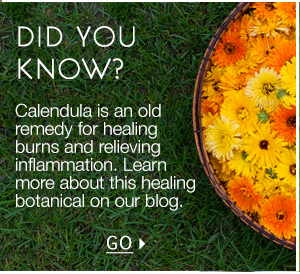 DID YOU
KNOW?
Calendula is an old
remedy for healing
burns and relieving
inflammation. Learn
more about this healing
botanical on our blog.
GO